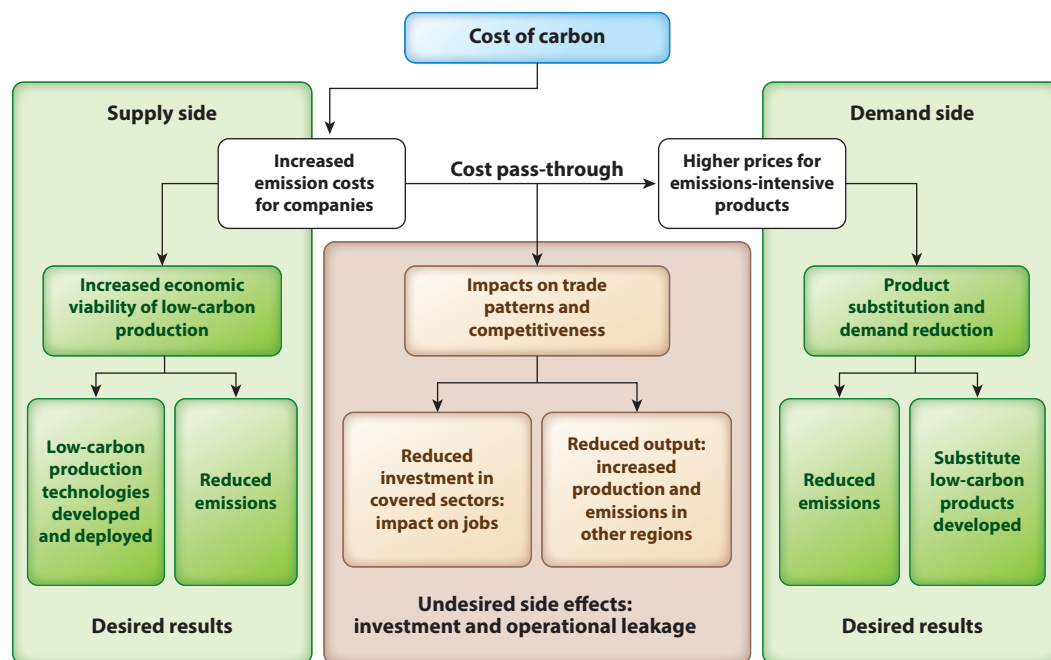 Cost of carbon
Supply side
Demand side
Increased
emission costs
for companies
Cost pass-through
Higher prices for
emissions-intensive
products
Increased economic
viability of low-carbon
production
Impacts on trade
patterns and
competitiveness
Product
substitution and
demand reduction
Low-carbon
production
technologies
developed
and deployed
Reduced
emissions
Reduced
investment in
covered sectors:
impact on jobs
Reduced output:
increased
production and
emissions in
other regions
Reduced
emissions
Substitute
low-carbon
products
developed
Desired results
Undesired side effects:
investment and operational leakage
Desired results